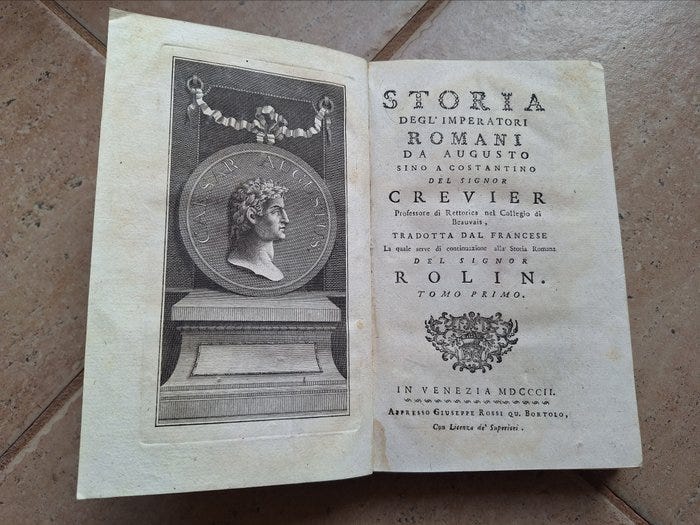 CAESAR AUGUSTUS
STORIA
DEGL' IMPERATORI
ROMANI
DA AUGUSTO
SINO A COSTANTINO
DEL SIGNOR
CREVIER
Professore di Rettorica nel Collegio di
Beauvais,
TRADOTTA DAL FRANCESE
La quale serve di continuazione alla Storia Romana
DEL SIGNOR
ROLIN.
TOMO PRIMO.
IN VENEZIA MDCCCII.
APPRESSO GIUSEPPE ROSSI QU. BORTOLO,
Con Licenza de' Superiori.